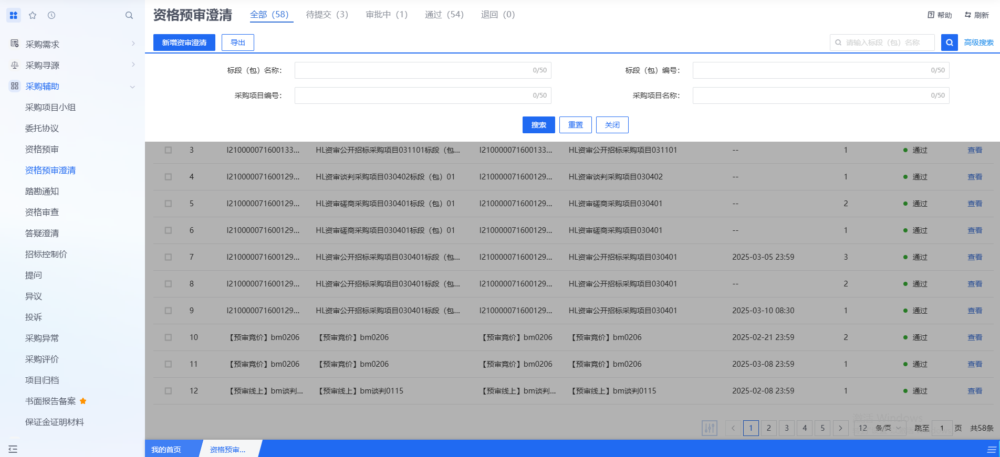 资格预审澄清 全部（58） 待提交（3） 审批中（1） 通过（54） 退回（0） 帮助 刷新
新增资审澄清 导出 请输入标段（包）名称 高级搜索
采购需求
采购寻源
采购辅助
采购项目小组
委托协议
资格预审
资格预审澄清
踏勘通知
资格审查
答疑澄清
招标控制价
提问
异议
投诉
采购异常
采购评价
项目归档
书面报告备案
保证金证明材料
标段（包）名称： 0/50 标段（包）编号： 0/50
采购项目编号： 0/50 采购项目名称： 0/50
搜索 重置 关闭
3 I210000071600133... HL资审公开招标采购项目031101标段（包... I210000071600133... HL资审公开招标采购项目031101 -- 1 通过 查看
4 I210000071600129... HL资审谈判采购项目030402标段（包）01 I210000071600129... HL资审谈判采购项目030402 -- 1 通过 查看
5 I210000071600129... HL资审磋商采购项目030401标段（包）01 I210000071600129... HL资审磋商采购项目030401 -- 2 通过 查看
6 I210000071600129... HL资审磋商采购项目030401标段（包）01 I210000071600129... HL资审磋商采购项目030401 -- 1 通过 查看
7 I210000071600129... HL资审公开招标采购项目030401标段（包... I210000071600129... HL资审公开招标采购项目030401 2025-03-05 23:59 3 通过 查看
8 I210000071600129... HL资审公开招标采购项目030401标段（包... I210000071600129... HL资审公开招标采购项目030401 -- 2 通过 查看
9 I210000071600129... HL资审公开招标采购项目030401标段（包... I210000071600129... HL资审公开招标采购项目030401 2025-03-10 08:30 1 通过 查看
10 【预审竞价】bm0206 【预审竞价】bm0206 【预审竞价】bm0206 【预审竞价】bm0206 2025-02-21 23:59 2 通过 查看
11 【预审竞价】bm0206 【预审竞价】bm0206 【预审竞价】bm0206 【预审竞价】bm0206 2025-03-08 23:59 1 通过 查看
12 【预审线上】bm谈判... 【预审线上】bm谈判0115 【预审线上】bm谈判... 【预审线上】bm谈判0115 2025-02-08 23:59 1 通过 查看
激活 Windows
1 2 3 4 5 12 条/页 跳至 1 页 共58条
我的首页 资格预审...